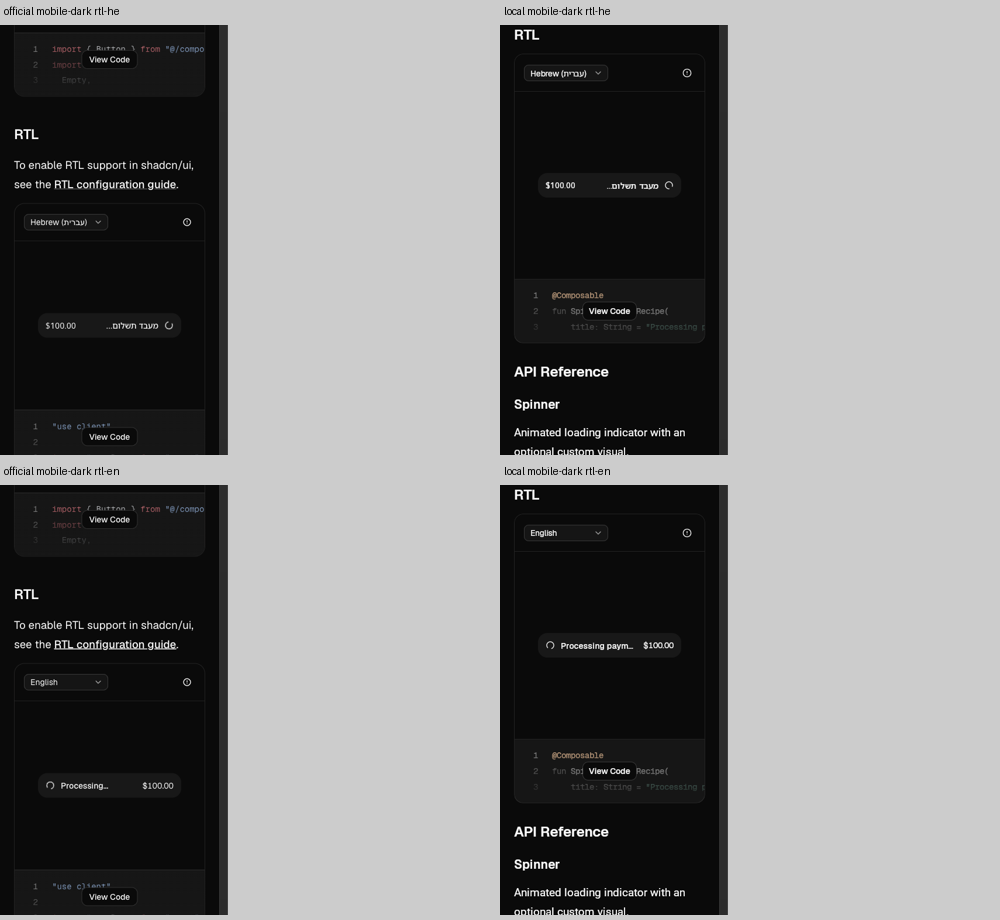 official mobile-dark rtl-he
1 import { Button } from "@/compo
2 import
3 Empty,
View Code
RTL
To enable RTL support in shadcn/ui,
see the RTL configuration guide.
Hebrew (עברית)
$100.00 מעבד תשלום...
1 "use client"
2
View Code
local mobile-dark rtl-he
RTL
Hebrew (עברית)
$100.00 מעבד תשלום...
1 @Composable
2 fun Spi Recipe(
3 title: String = "Processing p
View Code
API Reference
Spinner
Animated loading indicator with an
optional custom visual.
official mobile-dark rtl-en
1 import { Button } from "@/compo
2 import
3 Empty,
View Code
RTL
To enable RTL support in shadcn/ui,
see the RTL configuration guide.
English
Processing... $100.00
1 "use client"
2
View Code
local mobile-dark rtl-en
RTL
English
Processing paym... $100.00
1 @Composable
2 fun Spi Recipe(
3 title: String = "Processing p
View Code
API Reference
Spinner
Animated loading indicator with an
optional custom visual.